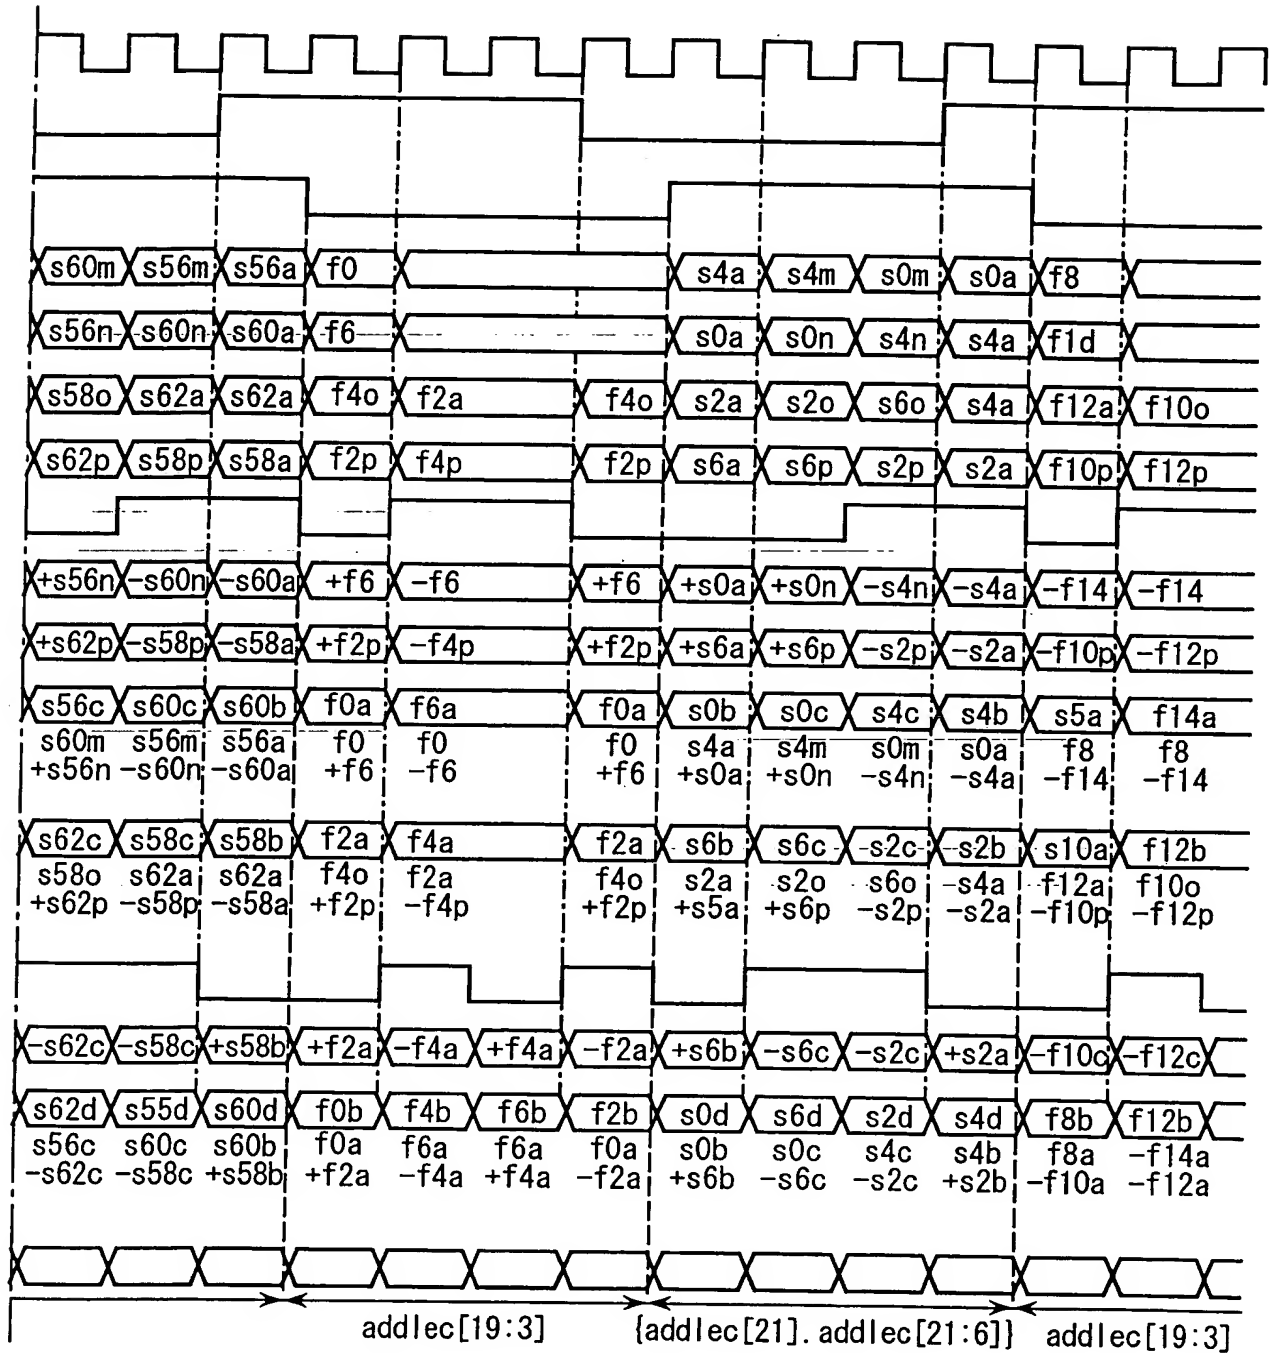 s60m s56m s56a f0 s4a s4m s0m s0a f8
s56n s60n s60a f6 s0a s0n s4n s4a f1d
s58o s62a s62a f4o f2a f4o s2a s2o s6o s4a f12a f10o
s62p s58p s58a f2p f4p f2p s6a s6p s2p s2a f10p f12p
+s56n -s60n -s60a +f6 -f6 +f6 +s0a +s0n -s4n -s4a -f14 -f14
+s62p -s58p -s58a +f2p -f4p +f2p +s6a +s6p -s2p -s2a -f10p -f12p
s56c s60c s60b f0a f6a f0a s0b s0c s4c s4b s5a f14a
s60m s56m s56a f0 f0 f0 s4a s4m s0m s0a f8 f8
+s56n -s60n -s60a +f6 -f6 +f6 +s0a +s0n -s4n -s4a -f14 -f14
s62c s58c s58b f2a f4a f2a s6b s6c -s2c -s2b s10a f12b
s58o s62a s62a f4o f2a f4o s2a s2o s6o -s4a f12a f10o
+s62p -s58p -s58a +f2p -f4p +f2p +s5a +s6p -s2p -s2a -f10p -f12p
-s62c -s58c +s58b +f2a -f4a +f4a -f2a +s6b -s6c -s2c +s2a -f10c -f12c
s62d s55d s60d f0b f4b f6b f2b s0d s6d s2d s4d f8b f12b
s56c s60c s60b f0a f6a f6a f0a s0b s0c s4c s4b f8a -f14a
-s62c -s58c +s58b +f2a -f4a +f4a -f2a +s6b -s6c -s2c +s2b -f10a -f12a
addlec[19:3] {addlec[21].addlec[21:6]} addlec[19:3]